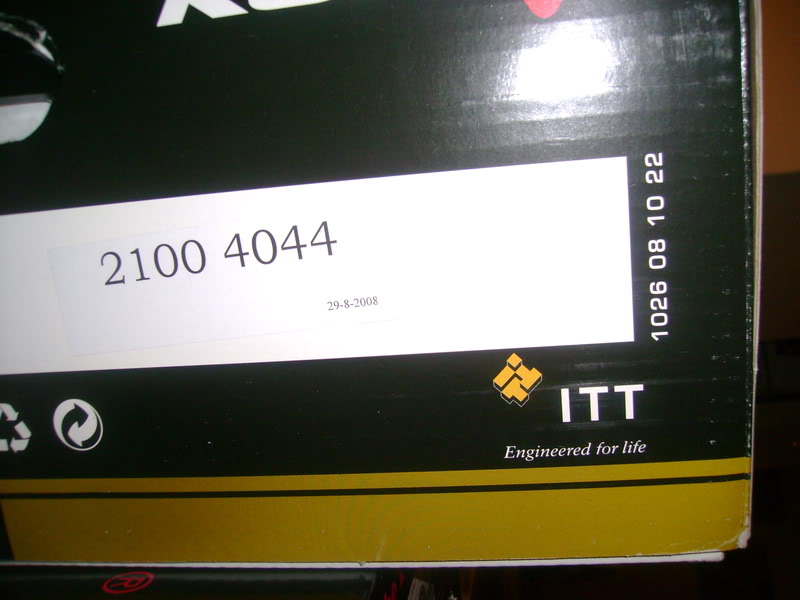 2100 4044
29-8-2008
1026 08 10 22
ITT
Engineered for life